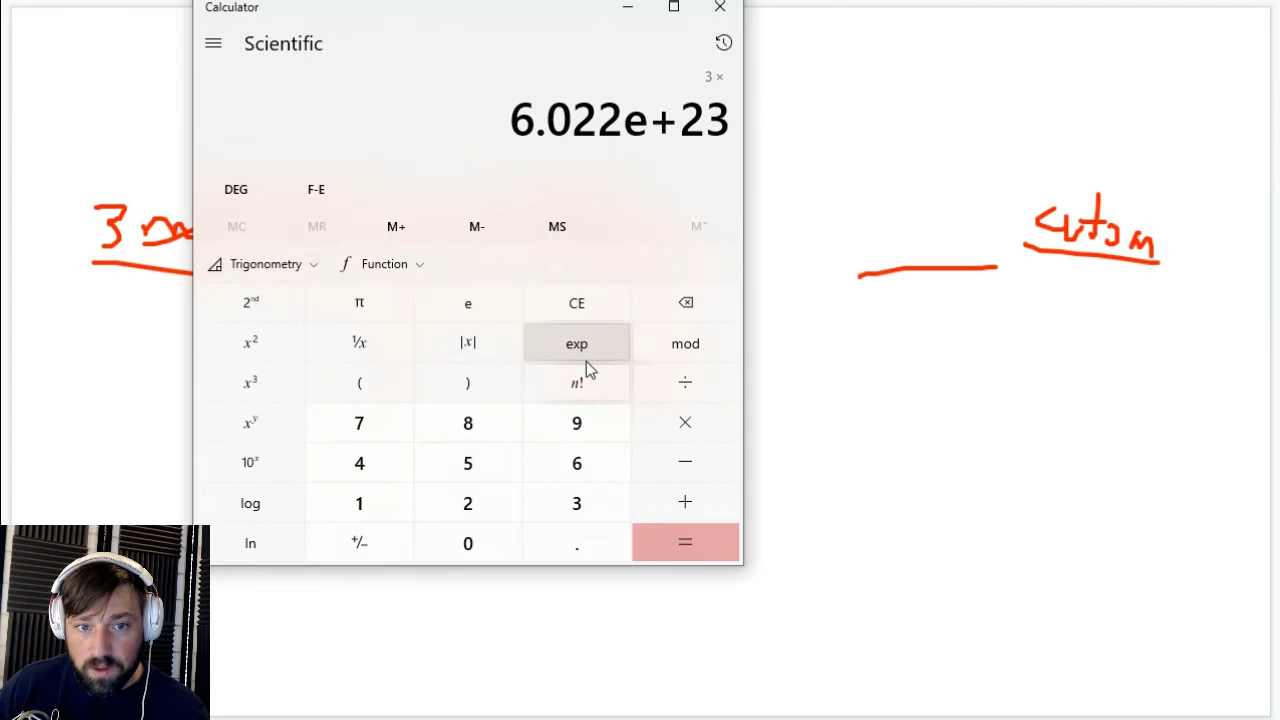 Calculator
Scientific
3 ×
6.022e+23
DEG F-E
MC MR M+ M- MS M˅
Trigonometry f Function
2ⁿᵈ π e CE
x² ⅟x |x| exp mod
x³ ( ) n! ÷
xʸ 7 8 9 ×
10ˣ 4 5 6 −
log 1 2 3 +
ln +/− 0 . =
3